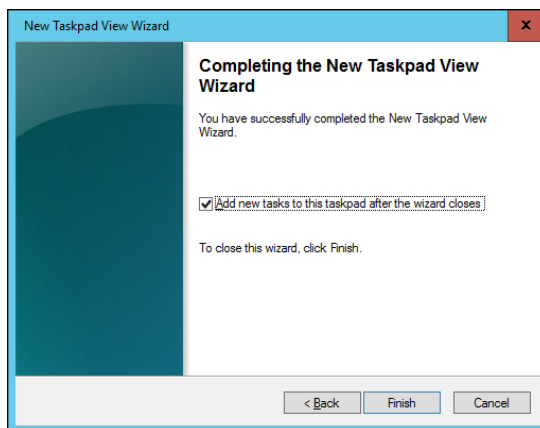 New Taskpad View Wizard
x
Completing the New Taskpad View
Wizard
You have successfully completed the New Taskpad View
Wizard.
Add new tasks to this taskpad after the wizard closes
To close this wizard, click Finish.
< Back
Finish
Cancel